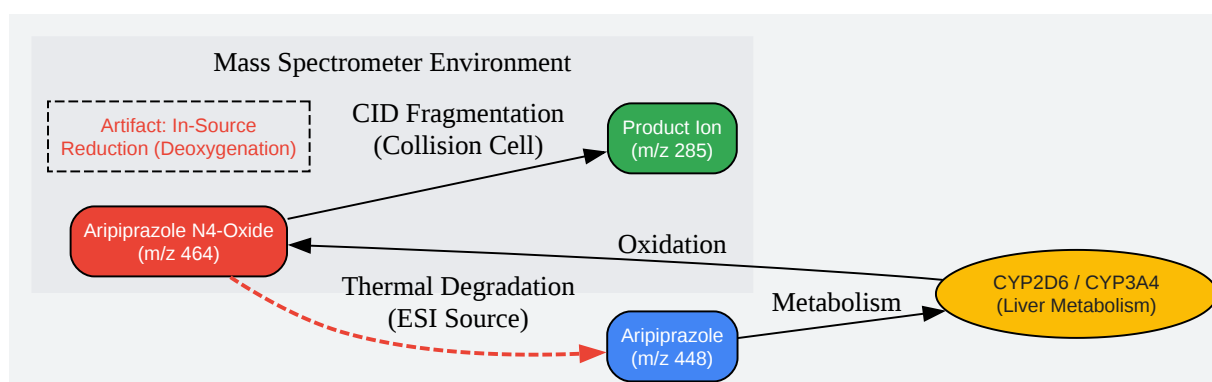 Mass Spectrometer Environment
Artifact: In-Source
Reduction (Deoxygenation)
CID Fragmentation
(Collision Cell)
Product Ion
(m/z 285)
Aripiprazole N4-Oxide
(m/z 464)
Oxidation
Thermal Degradation
(ESI Source)
Metabolism
CYP2D6 / CYP3A4
(Liver Metabolism)
Aripiprazole
(m/z 448)